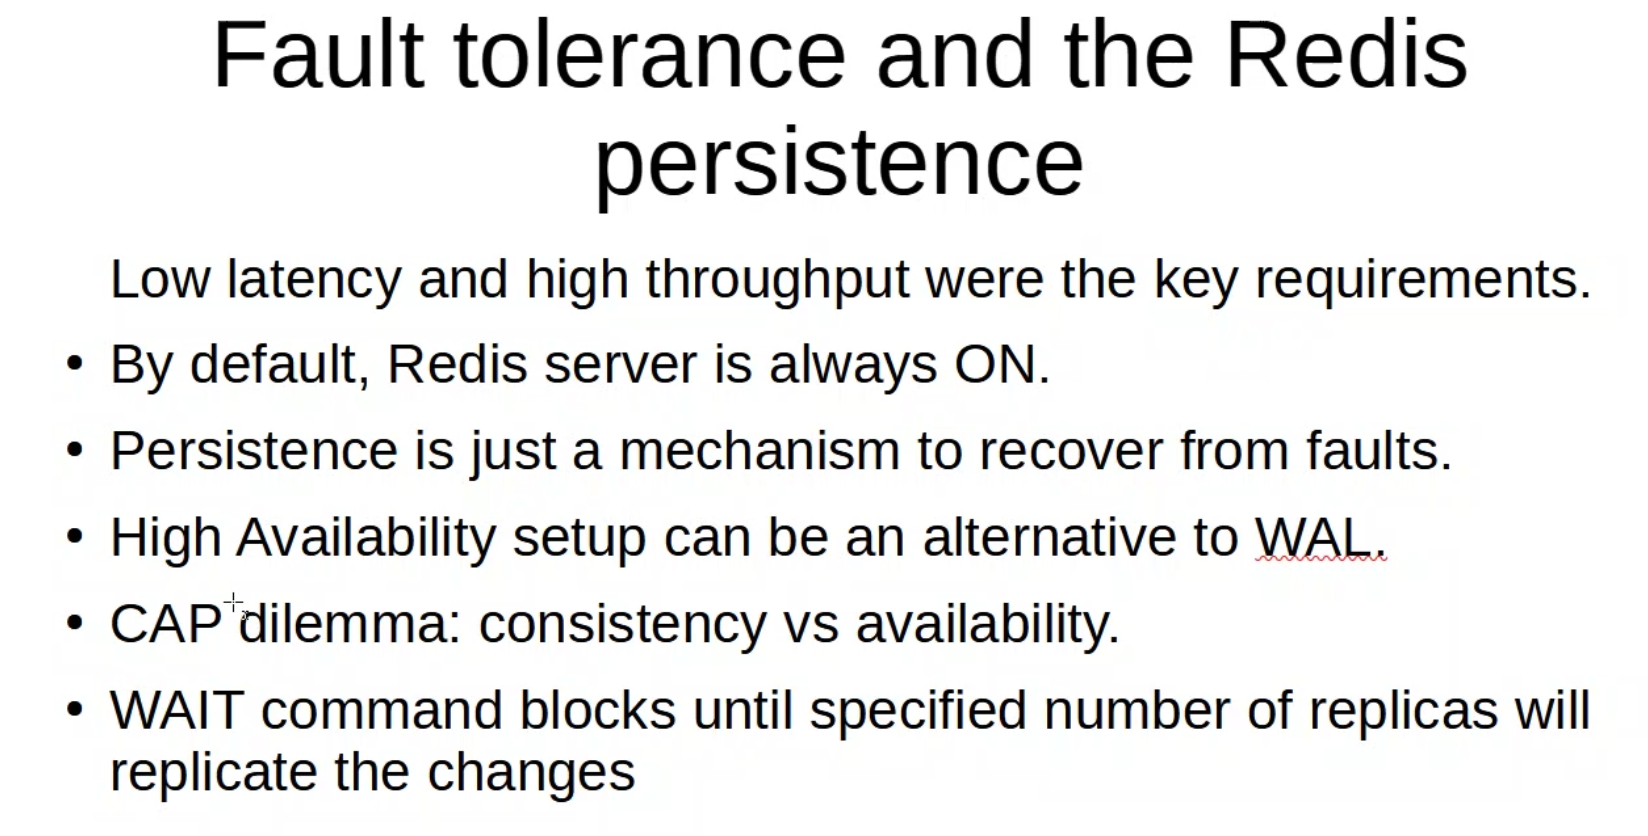 Fault tolerance and the Redis
persistence
Low latency and high throughput were the key requirements.
• By default, Redis server is always ON.
• Persistence is just a mechanism to recover from faults.
• High Availability setup can be an alternative to WAL.
• CAP dilemma: consistency vs availability.
• WAIT command blocks until specified number of replicas will
replicate the changes